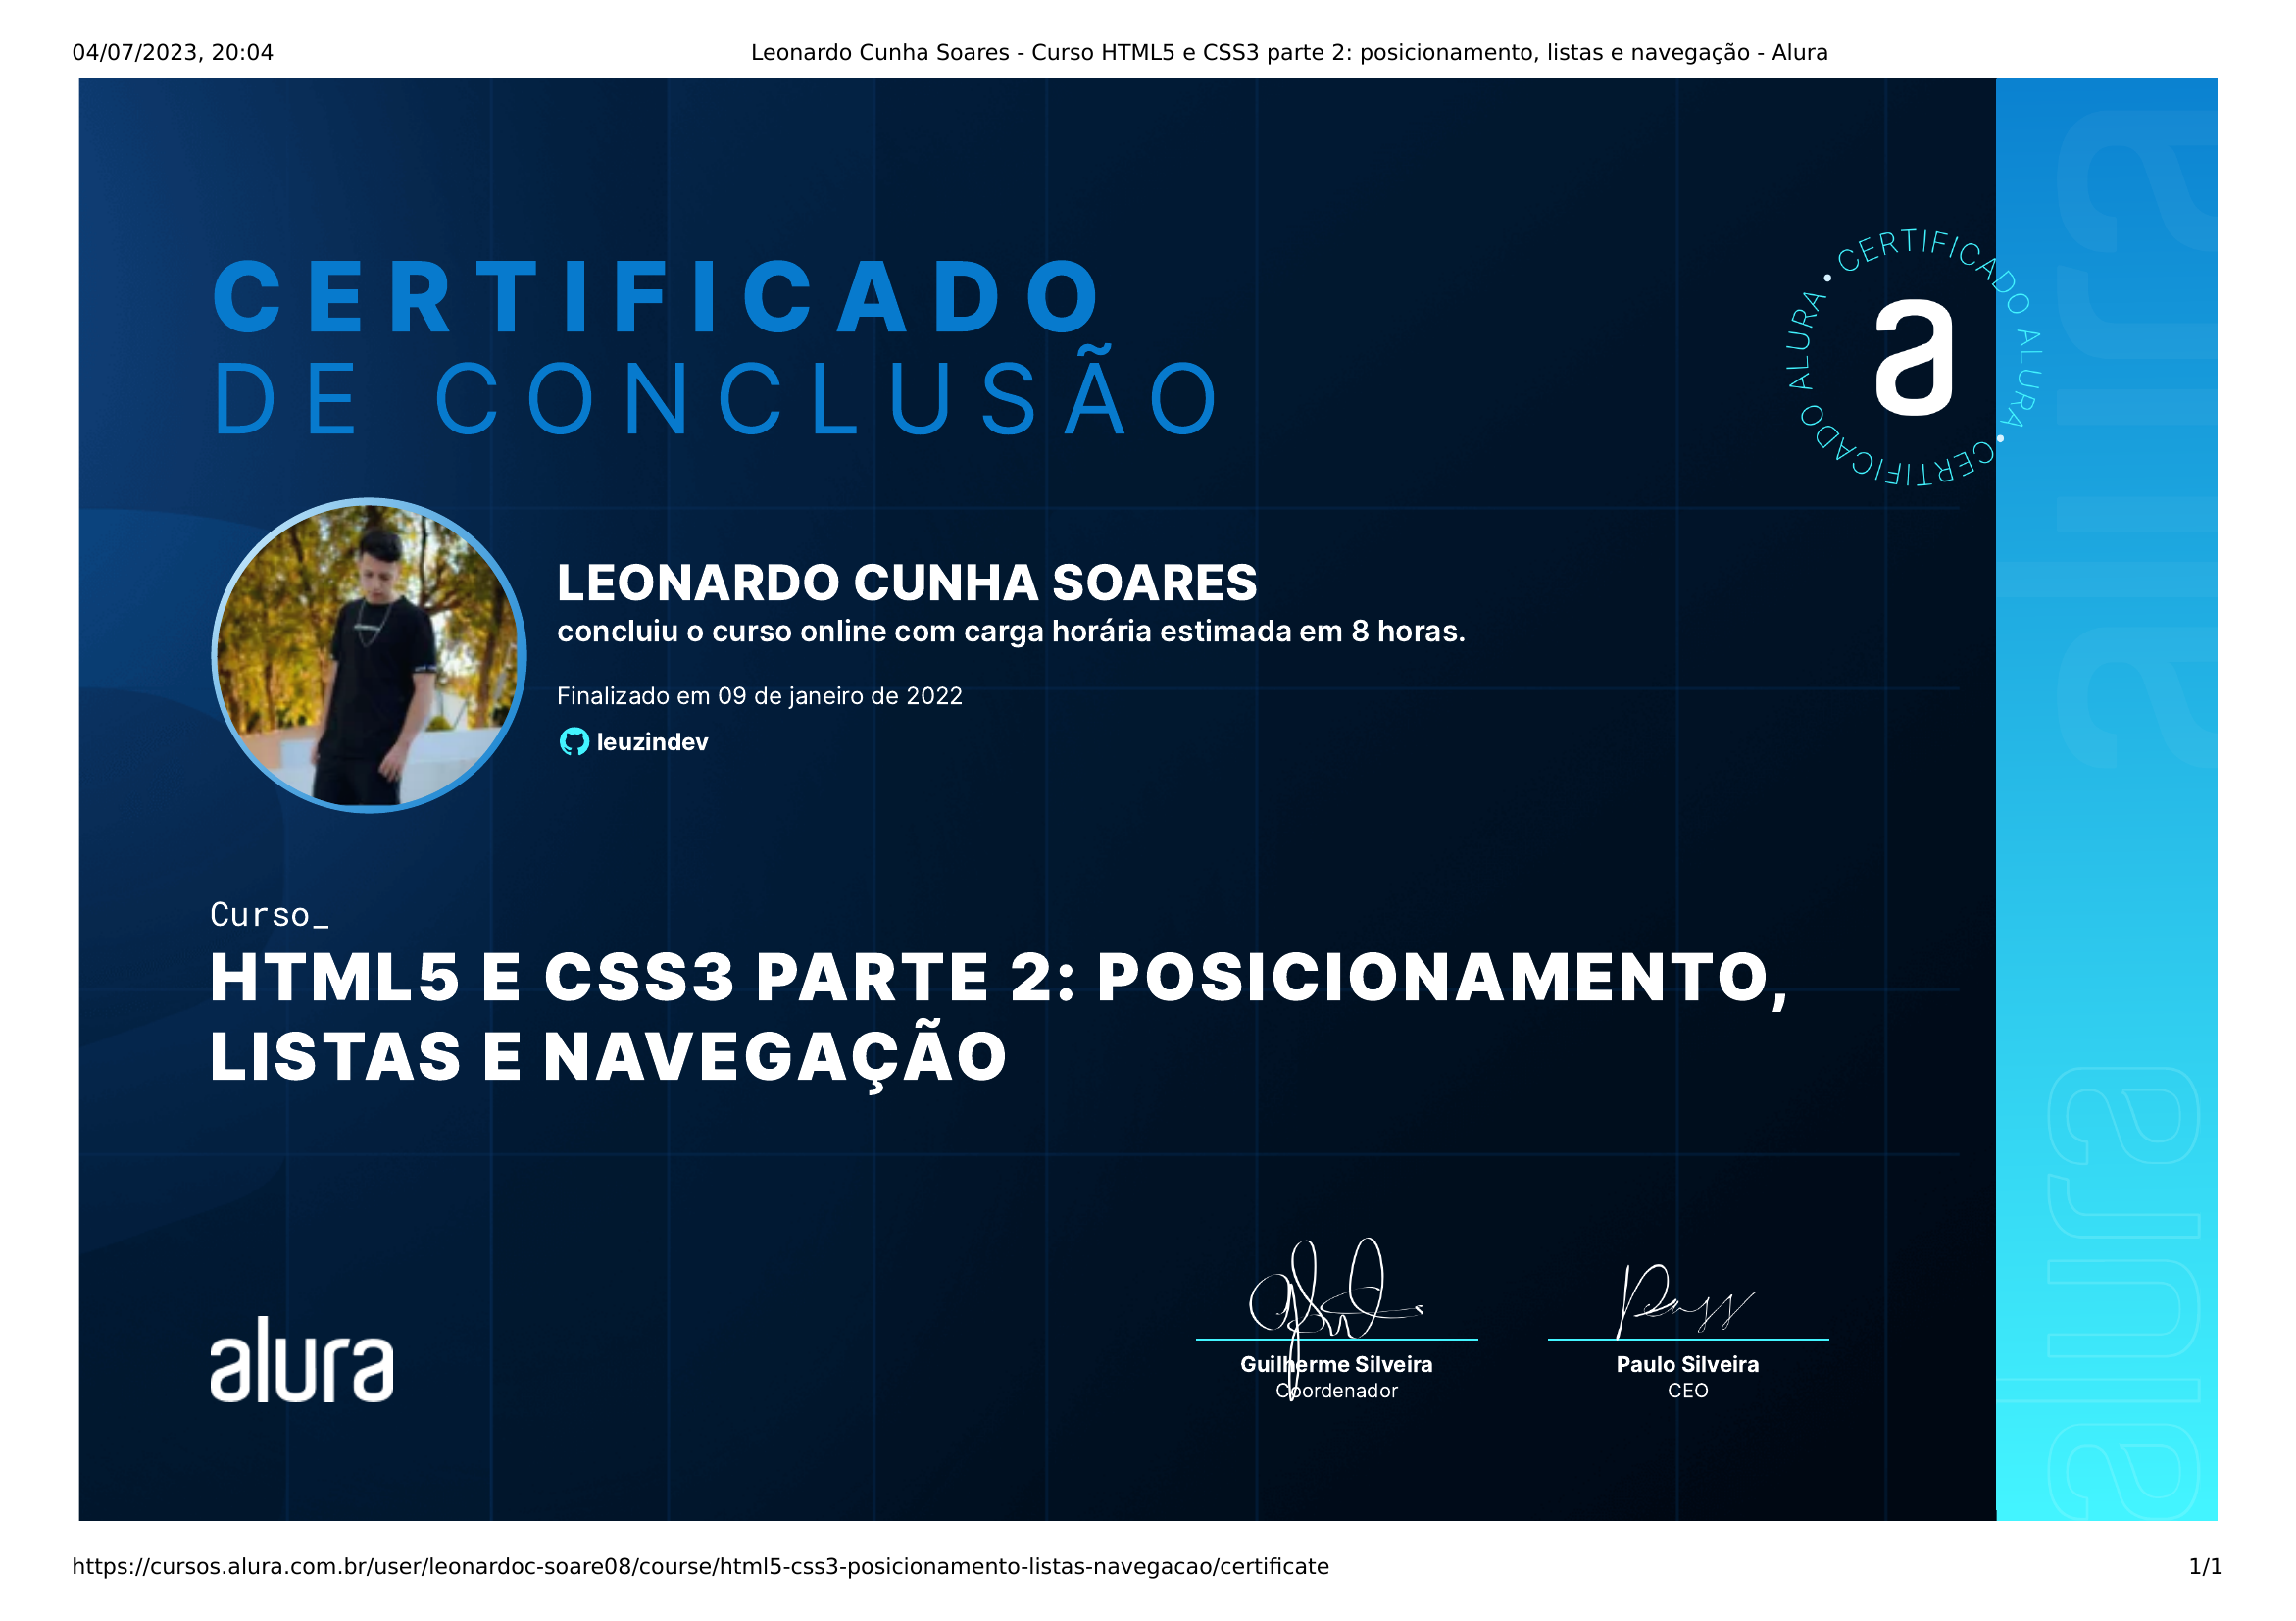 04/07/2023, 20:04
Leonardo Cunha Soares - Curso HTML5 e CSS3 parte 2: posicionamento, listas e navegação - Alura
CERTIFICADO
DE CONCLUSÃO
CERTIFICADO ALURA • CERTIFICADO ALURA •
a
LEONARDO CUNHA SOARES
concluiu o curso online com carga horária estimada em 8 horas.
Finalizado em 09 de janeiro de 2022
leuzindev
Curso_
HTML5 E CSS3 PARTE 2: POSICIONAMENTO,
LISTAS E NAVEGAÇÃO
alura
Guilherme Silveira
Coordenador
Paulo Silveira
CEO
alura
alura
alura
https://cursos.alura.com.br/user/leonardoc-soare08/course/html5-css3-posicionamento-listas-navegacao/certificate
1/1